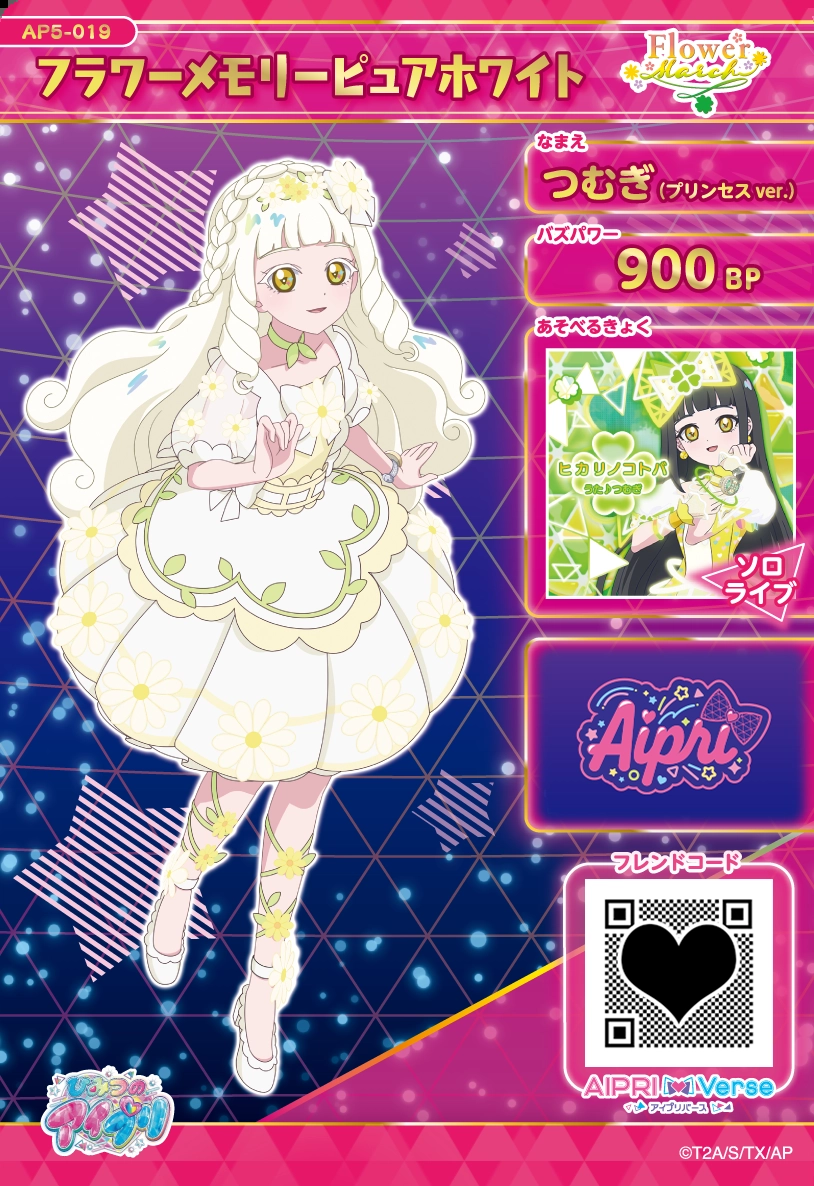 AP5-019
フラワーメモリーピュアホワイト
Flower
March
なまえ
つむぎ(プリンセスver.)
バズパワー
900BP
あそべるきょく
ヒカリノコトバ
うた♪つむぎ
ソロ
ライブ
Aipri
フレンドコード
AIPRI Verse
アイプリバース
ひみつの
アイプリ
©T2A/S/TX/AP